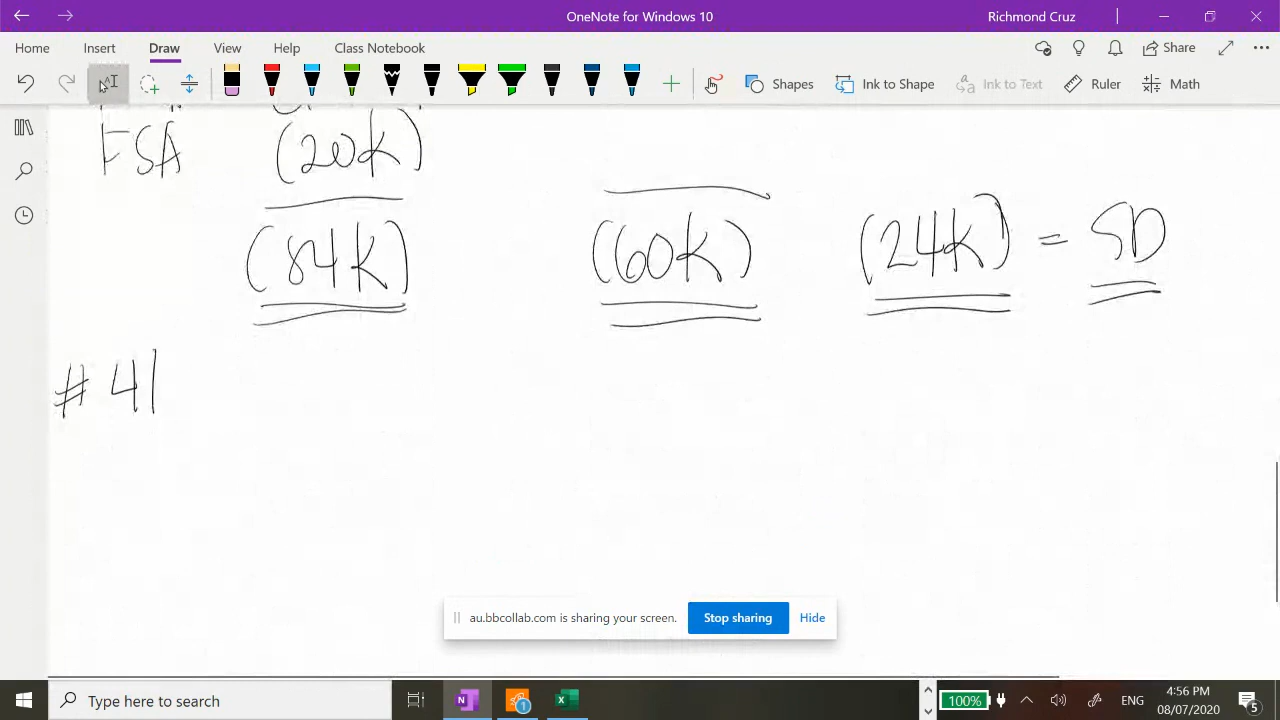 OneNote for Windows 10
Richmond Cruz
Home Insert Draw View Help Class Notebook
Share
Shapes Ink to Shape Ink to Text Ruler Math
FSA (20K)
(84K) (60K) (24K) = SD
# 41
au.bbcollab.com is sharing your screen. Stop sharing Hide
Type here to search
1
100%
ENG
4:56 PM
08/07/2020
5